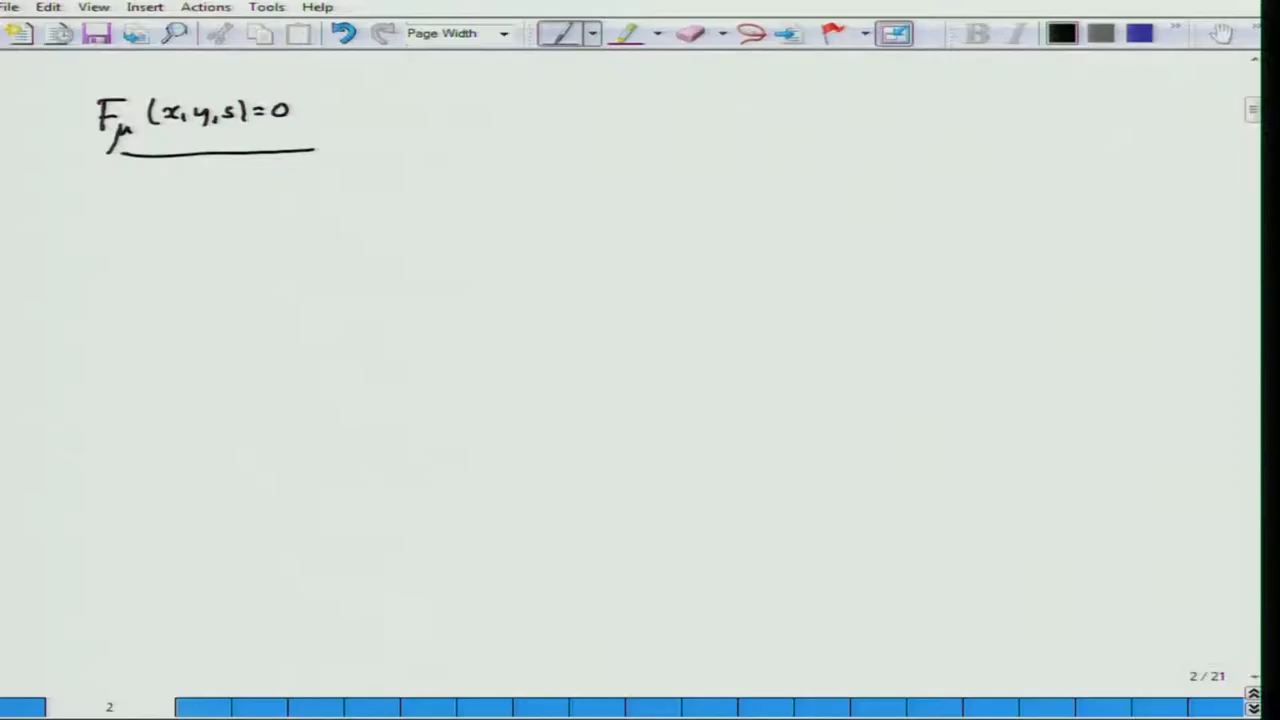 File Edit View Insert Actions Tools Help
Page Width B I
F_μ (x, y, s) = 0
2 / 21
2